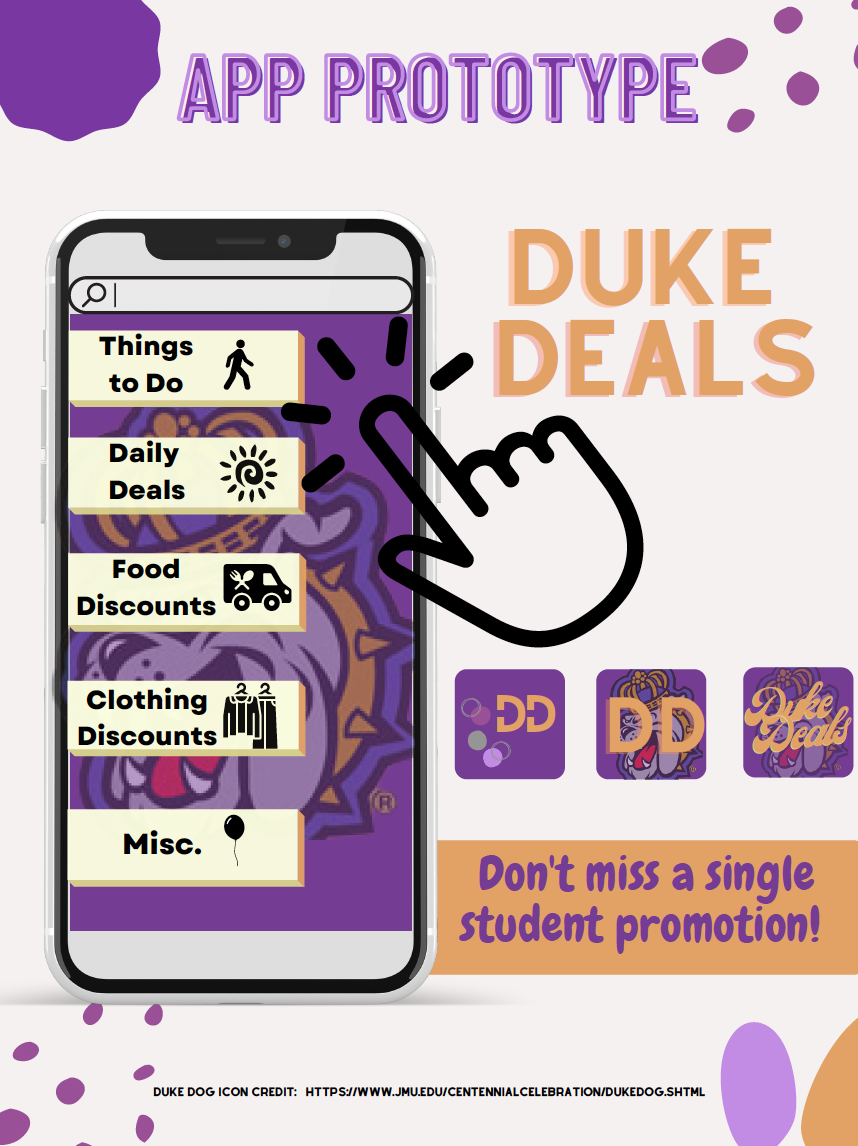 APP PROTOTYPE
DUKE
DEALS
Things
to Do
Daily
Deals
Food
Discounts
Clothing
Discounts
®
Misc.
DD
DD
®
Duke
Deals
®
Don't miss a single
student promotion!
DUKE DOG ICON CREDIT: HTTPS://WWW.JMU.EDU/CENTENNIALCELEBRATION/DUKEDOG.SHTML